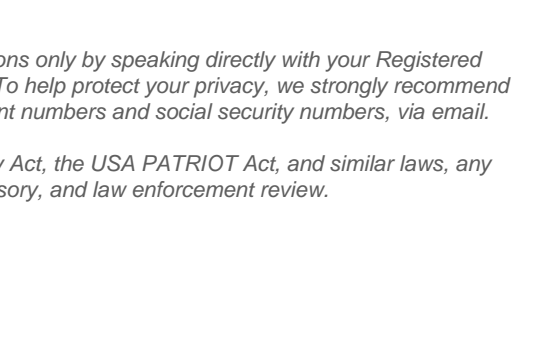 ons only by speaking directly with your Registered
To help protect your privacy, we strongly recommend
nt numbers and social security numbers, via email.
y Act, the USA PATRIOT Act, and similar laws, any
sory, and law enforcement review.